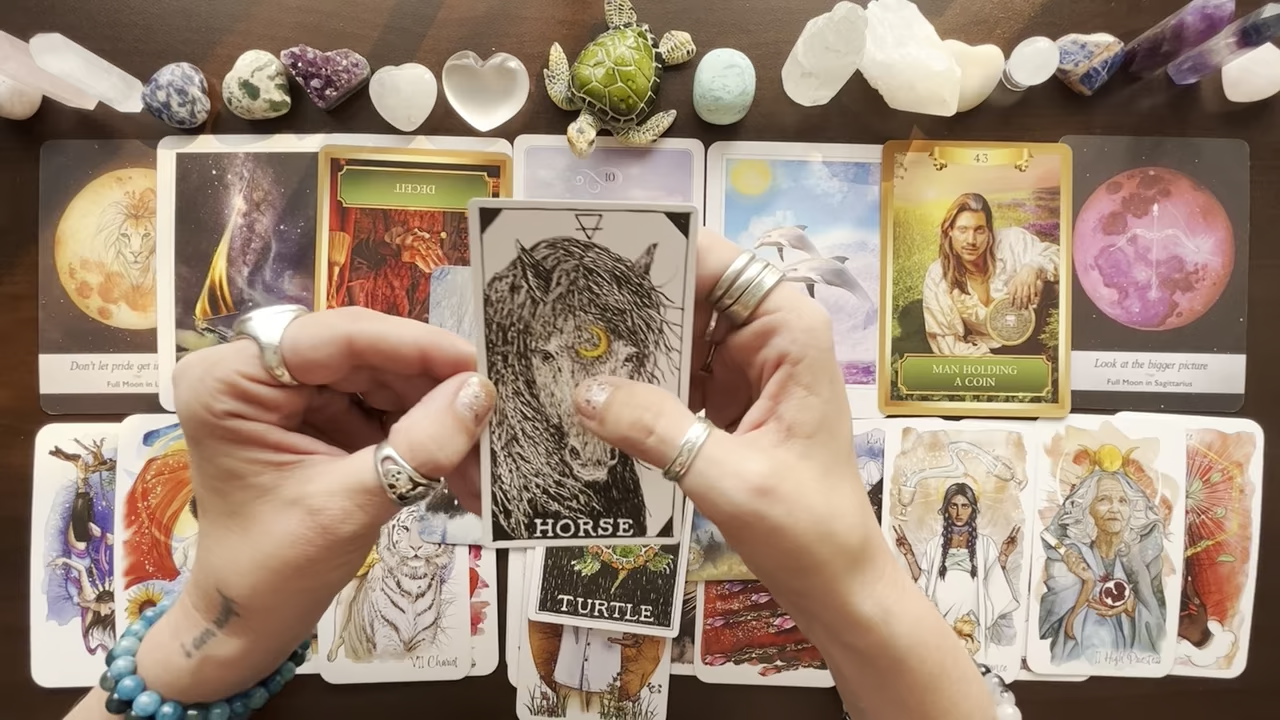 DECEIT
10
43
Don't let pride get i
Full Moon in L
MAN HOLDING
A COIN
Look at the bigger picture
Full Moon in Sagittarius
HORSE
TURTLE
VII Chariot
II High Priestess